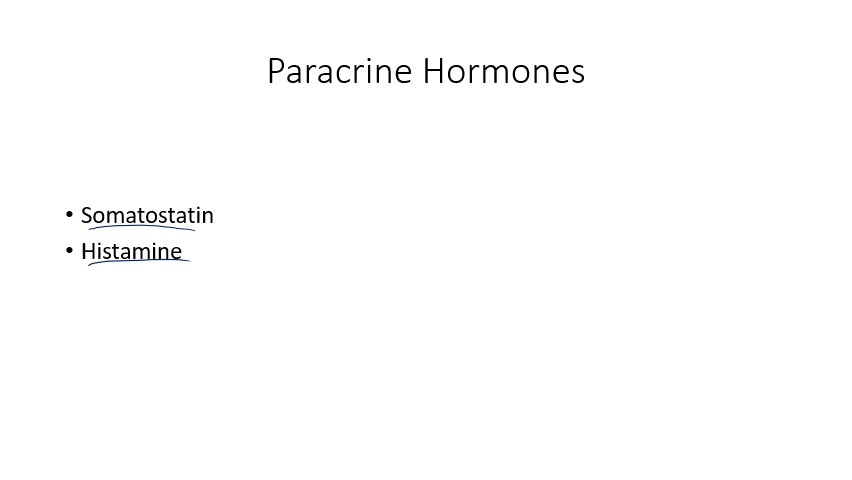 Paracrine Hormones
• Somatostatin
• Histamine